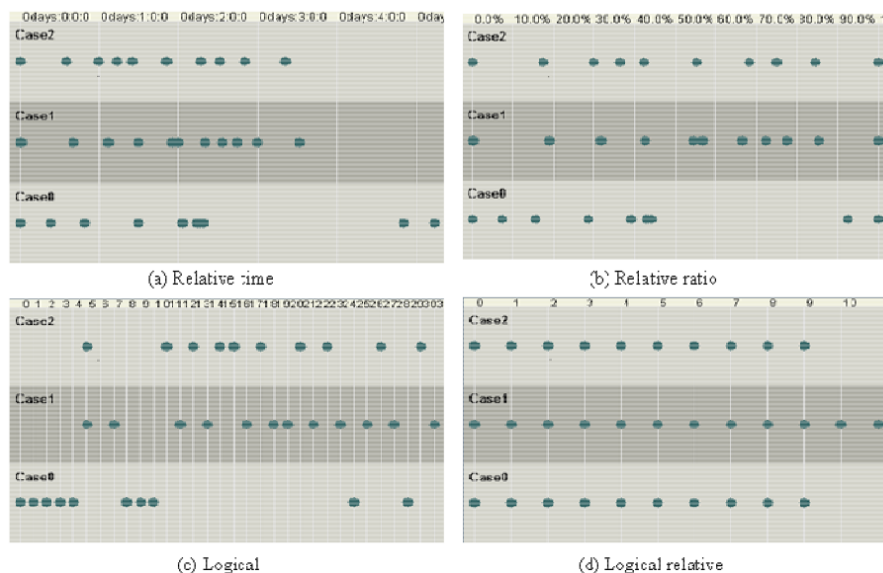 0days:0:0:0 0days:1:0:0 0days:2:0:0 0days:3:0:0 0days:4:0:0
Case2
Case1
Case0
(a) Relative time
0.0% 10.0% 20.0% 30.0% 40.0% 50.0% 60.0% 70.0% 80.0% 90.0%
Case2
Case1
Case0
(b) Relative ratio
0 1 2 3 4 5 6 7 8 9
Case2
Case1
Case0
(c) Logical
0 1 2 3 4 5 6 7 8 9 10
Case2
Case1
Case0
(d) Logical relative